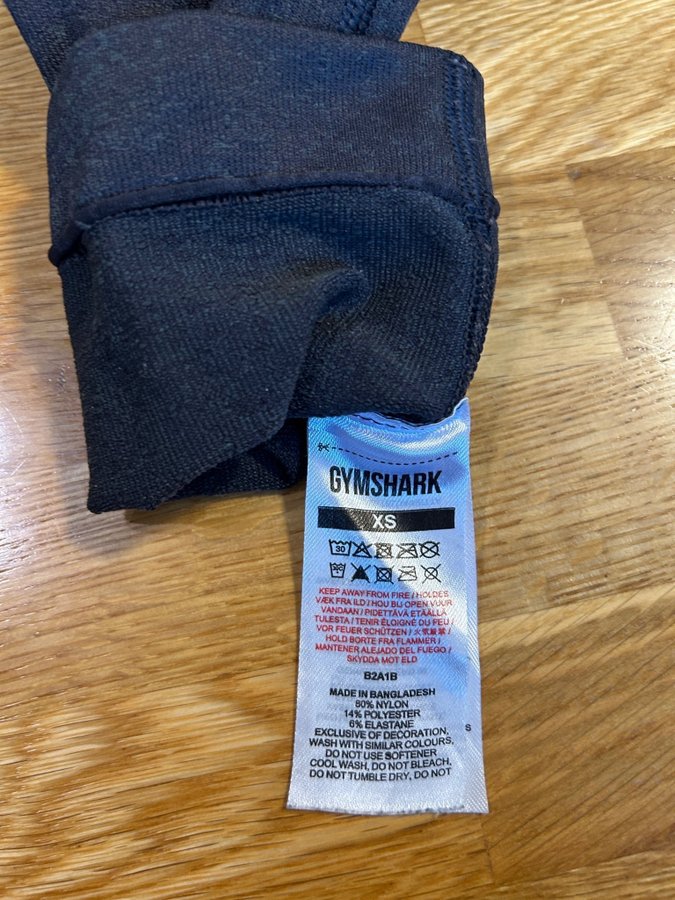 GYMSHARK
XS
30
KEEP AWAY FROM FIRE / HOLDES
VÆK FRA ILD / HOU BIJ OPEN VUUR
VANDAAN / PIDETTÄVÄ ETÄÄLLÄ
TULESTA / TENIR ÉLOIGNÉ DU FEU /
VOR FEUER SCHÜTZEN / 火気厳禁 /
HOLD BORTE FRA FLAMMER /
MANTENER ALEJADO DEL FUEGO /
SKYDDA MOT ELD
B2A1B
MADE IN BANGLADESH
80% NYLON
14% POLYESTER
6% ELASTANE
EXCLUSIVE OF DECORATION,
WASH WITH SIMILAR COLOURS,
DO NOT USE SOFTENER
COOL WASH, DO NOT BLEACH,
DO NOT TUMBLE DRY, DO NOT
S